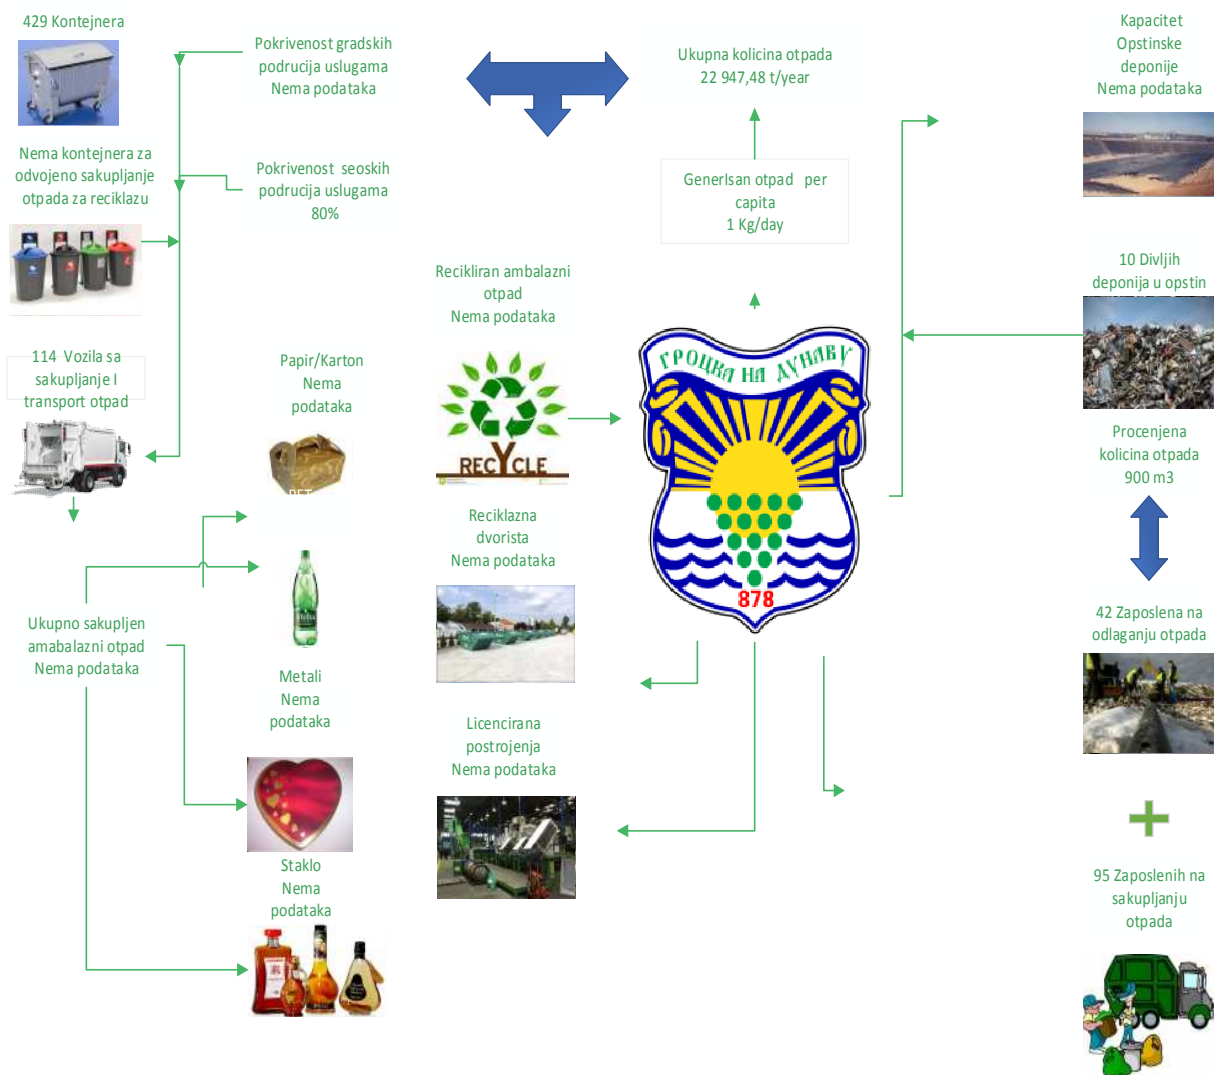 429 Kontejnera
Nema kontejnera za
odvojeno sakupljanje
otpada za reciklazu
114 Vozila sa
sakupljanje I
transport otpad
Ukupno sakupljen
amabalazni otpad
Nema podataka
Pokrivenost gradskih
podrucija uslugama
Nema podataka
Pokrivenost seoskih
podrucija uslugama
80%
Papir/Karton
Nema
podataka
PET
Metali
Nema
podataka
Staklo
Nema
podataka
Recikliran ambalazni
otpad
Nema podataka
RECYCLE
Reciklazna
dvorista
Nema podataka
Licencirana
postrojenja
Nema podataka
Ukupna kolicina otpada
22 947,48 t/year
GenerIsan otpad per
capita
1 Kg/day
ГРОЦКА НА ДУНАВУ
878
Kapacitet
Opstinske
deponije
Nema podataka
10 Divljih
deponija u opstin
Procenjena
kolicina otpada
900 m3
42 Zaposlena na
odlaganju otpada
95 Zaposlenih na
sakupljanju
otpada